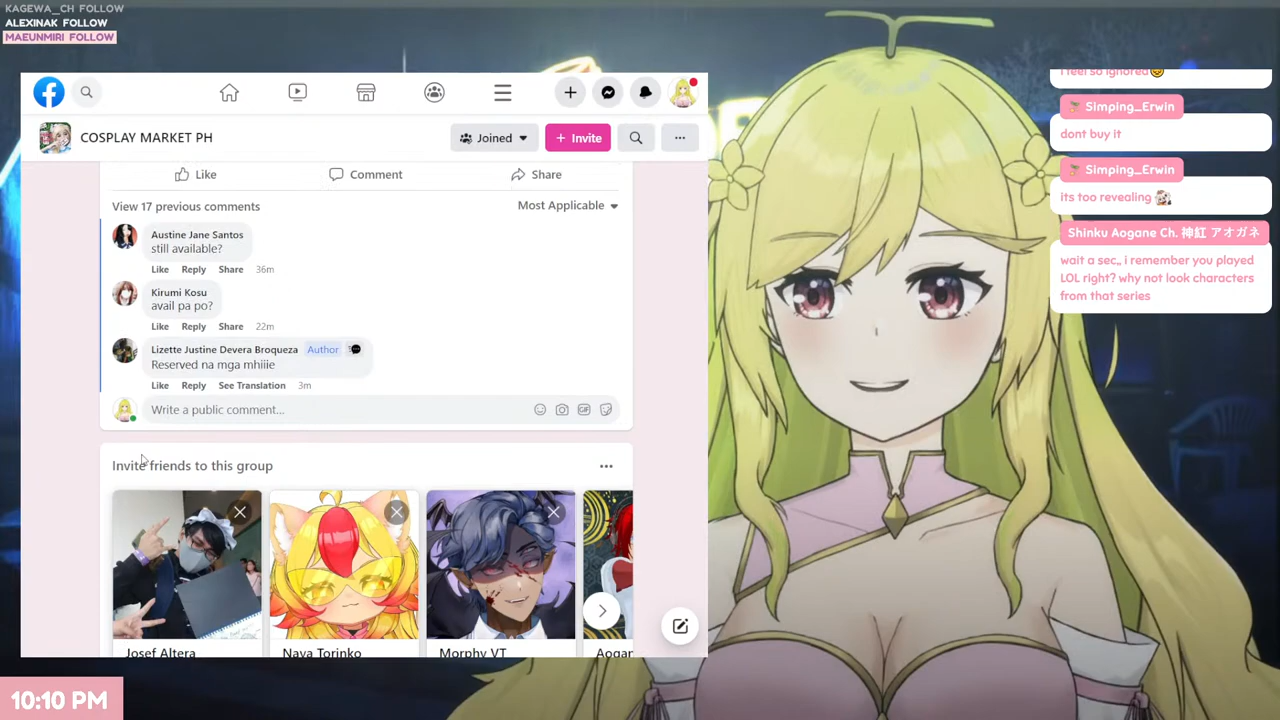 KAGEWA_CH FOLLOW
ALEXINAK FOLLOW
MAEUNMIRI FOLLOW
COSPLAY MARKET PH
Joined
+ Invite
Like
Comment
Share
View 17 previous comments
Most Applicable
Austine Jane Santos
still available?
Like Reply Share 36m
Kirumi Kosu
avail pa po?
Like Reply Share 22m
Lizette Justine Devera Broqueza Author
Reserved na mga mhiiie
Like Reply See Translation 3m
Write a public comment...
GIF
Invite friends to this group
Josef Altera
Naya Torinko
Morphy VT
Aogan
i feel so ignored
Simping_Erwin
dont buy it
Simping_Erwin
its too revealing
Shinku Aogane Ch. 神紅 アオガネ
wait a sec,, i remember you played
LOL right? why not look characters
from that series
10:10 PM